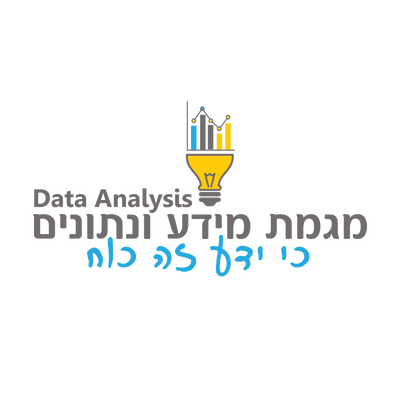 Data Analysis
מגמת מידע ונתונים
כי ידע זה כוח